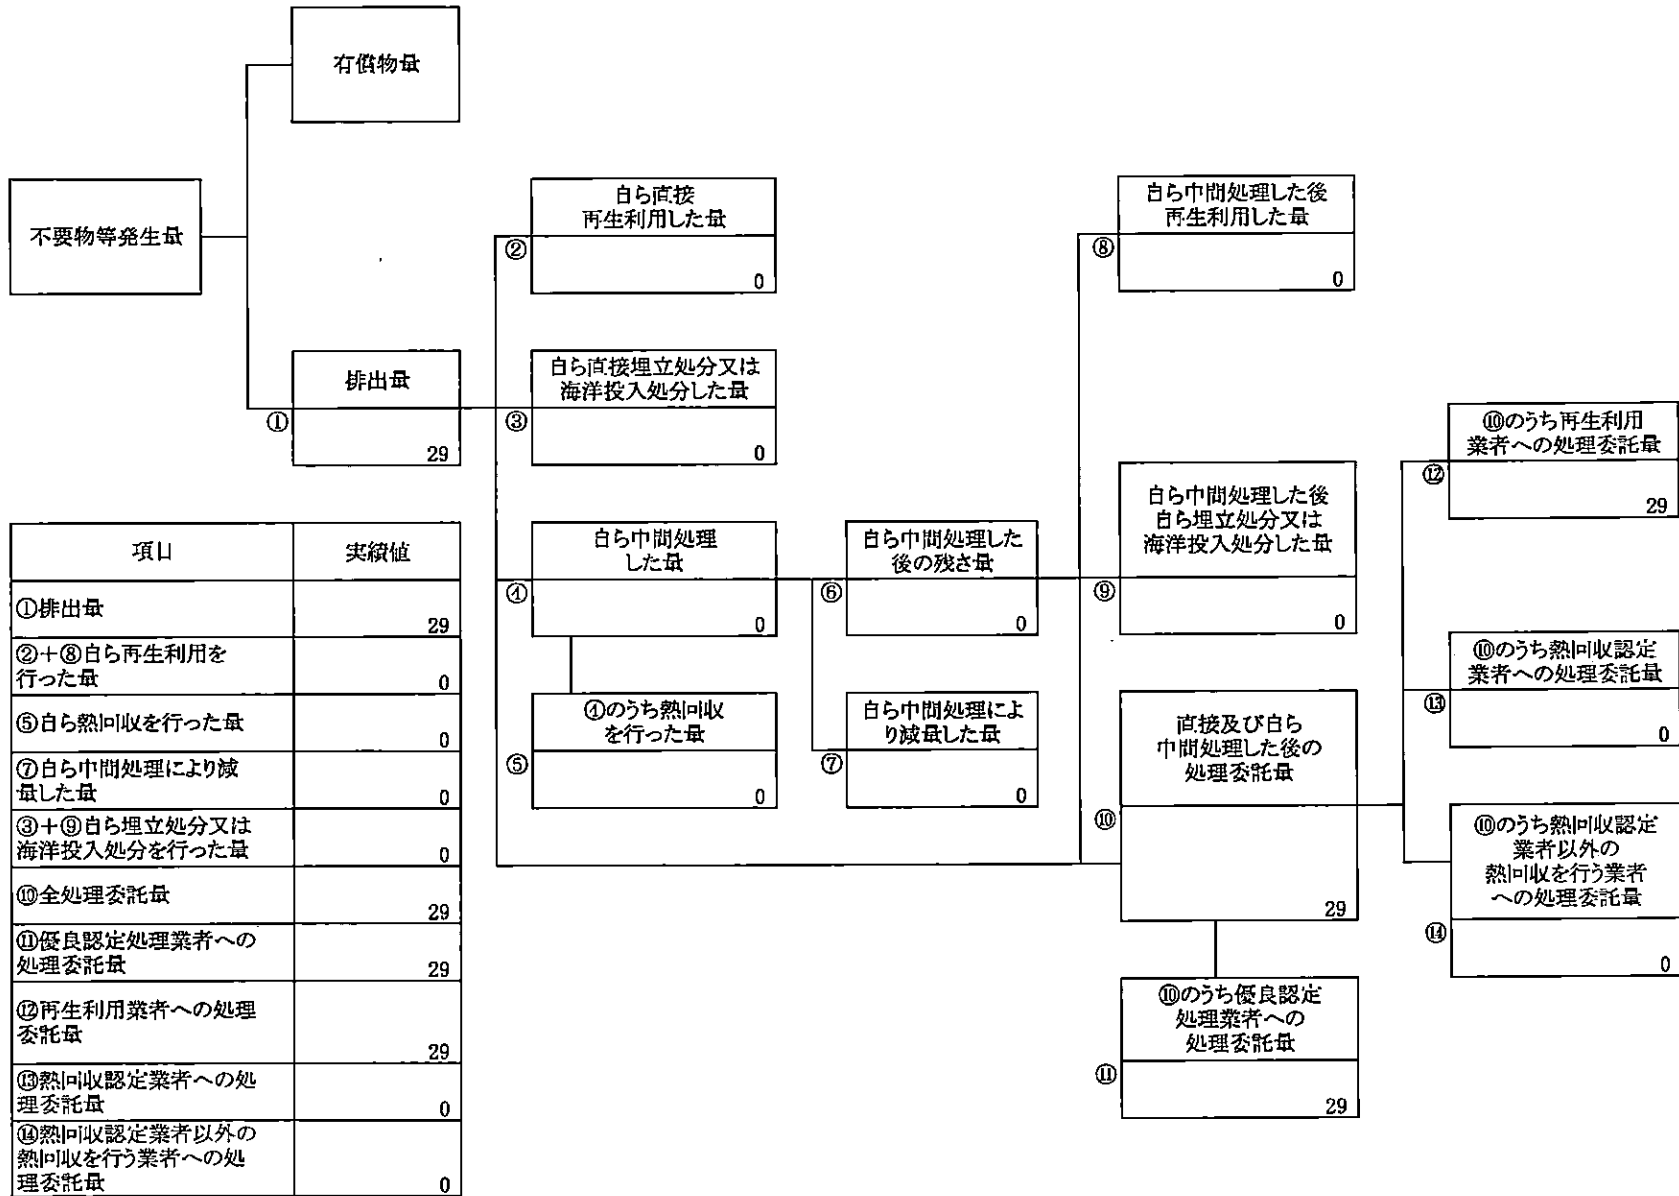 有償物量
不要物等発生量
自ら直接
再生利用した量
②
0
自ら中間処理した後
再生利用した量
⑧
0
排出量
①
29
自ら直接埋立処分又は
海洋投入処分した量
③
0
⑩のうち再生利用
業者への処理委託量
⑫
29
自ら中間処理した後
自ら埋立処分又は
海洋投入処分した量
⑨
0
自ら中間処理
した量
④
0
自ら中間処理した
後の残さ量
⑥
0
⑩のうち熱回収認定
業者への処理委託量
⑬
0
④のうち熱回収
を行った量
⑤
0
自ら中間処理によ
り減量した量
⑦
0
直接及び自ら
中間処理した後の
処理委託量
⑩
29
⑩のうち熱回収認定
業者以外の
熱回収を行う業者
への処理委託量
⑭
0
⑩のうち優良認定
処理業者への
処理委託量
⑪
29
項目 実績値
①排出量
29
②+⑧自ら再生利用を
行った量 0
⑤自ら熱回収を行った量
0
⑦自ら中間処理により減
量した量 0
③+⑨自ら埋立処分又は
海洋投入処分を行った量 0
⑩全処理委託量
29
⑪優良認定処理業者への
処理委託量 29
⑫再生利用業者への処理
委託量
29
⑬熱回収認定業者への処
理委託量 0
⑭熱回収認定業者以外の
熱回収を行う業者への処
理委託量 0